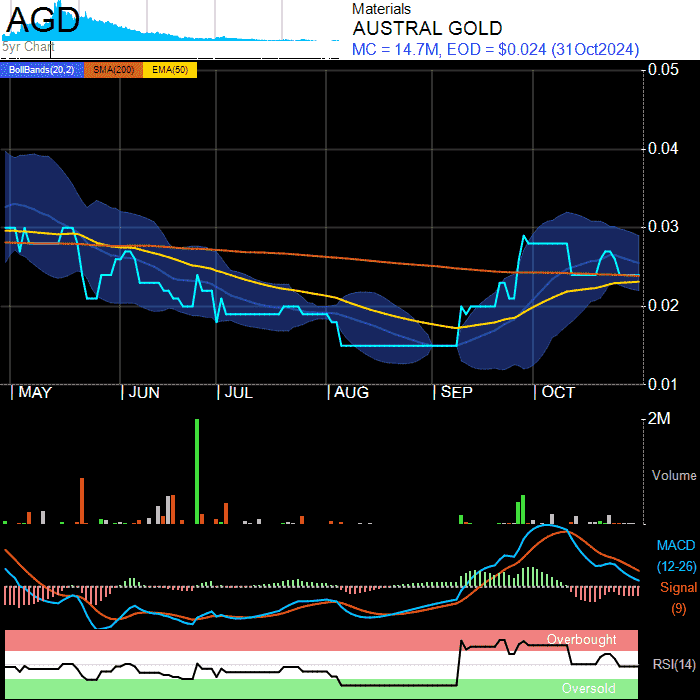 AGD
5yr Chart
Materials
AUSTRAL GOLD
MC = 14.7M, EOD = $0.024 (31Oct2024)
BollBands(20,2) SMA(200) EMA(50)
0.05
0.04
0.03
0.02
0.01
MAY JUN JUL AUG SEP OCT
2M
Volume
MACD
(12-26)
Signal
(9)
Overbought
RSI(14)
Oversold